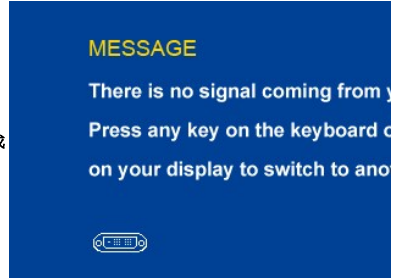 MESSAGE
There is no signal coming from
Press any key on the keyboard
on your display to switch to